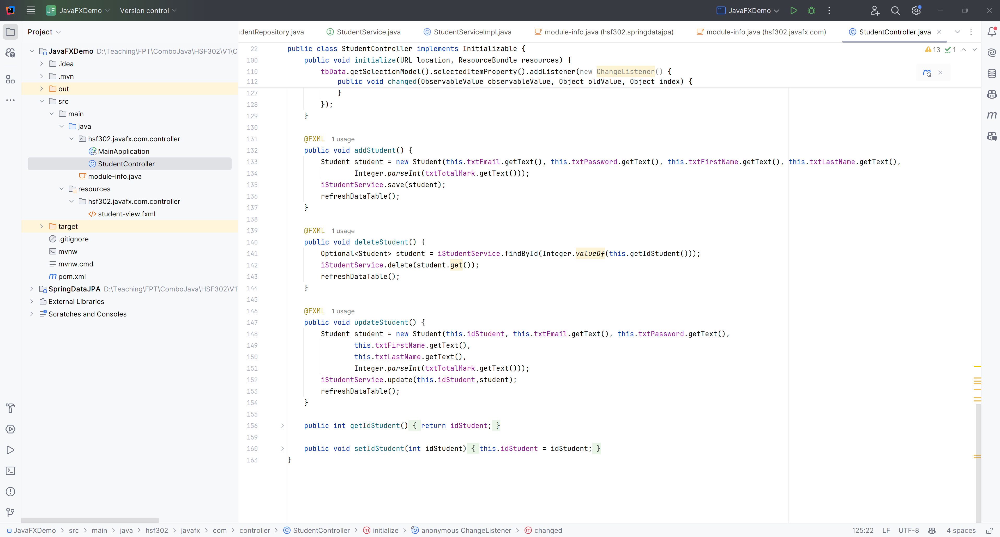 JF JavaFXDemo Version control JavaFXDemo
Project
JavaFXDemo D:\Teaching\FPT\ComboJava\HSF302\V1\C
.idea
.mvn
out
src
main
java
hsf302.javafx.com.controller
MainApplication
StudentController
module-info.java
resources
hsf302.javafx.com.controller
student-view.fxml
target
.gitignore
mvnw
mvnw.cmd
pom.xml
SpringDataJPA D:\Teaching\FPT\ComboJava\HSF302\V1\
External Libraries
Scratches and Consoles
dentRepository.java StudentService.java StudentServiceImpl.java module-info.java (hsf302.springdatajpa) module-info.java (hsf302.javafx.com) StudentController.java
13 1
22 public class StudentController implements Initializable {
100 public void initialize(URL location, ResourceBundle resources) {
110 tbData.getSelectionModel().selectedItemProperty().addListener(new ChangeListener() {
112 public void changed(ObservableValue observableValue, Object oldValue, Object index) {
127 }
128 });
129 }
130
131 @FXML 1 usage
132 public void addStudent() {
133 Student student = new Student(this.txtEmail.getText(), this.txtPassword.getText(), this.txtFirstName.getText(), this.txtLastName.getText(),
134 Integer.parseInt(txtTotalMark.getText()));
135 iStudentService.save(student);
136 refreshDataTable();
137 }
138
139 @FXML 1 usage
140 public void deleteStudent() {
141 Optional<Student> student = iStudentService.findById(Integer.valueOf(this.getIdStudent()));
142 iStudentService.delete(student.get());
143 refreshDataTable();
144 }
145
146 @FXML 1 usage
147 public void updateStudent() {
148 Student student = new Student(this.idStudent, this.txtEmail.getText(), this.txtPassword.getText(),
149 this.txtFirstName.getText(),
150 this.txtLastName.getText(),
151 Integer.parseInt(txtTotalMark.getText()));
152 iStudentService.update(this.idStudent,student);
153 refreshDataTable();
154 }
155
156 public int getIdStudent() { return idStudent; }
159
160 public void setIdStudent(int idStudent) { this.idStudent = idStudent; }
163 }
JavaFXDemo > src > main > java > hsf302 > javafx > com > controller > StudentController > initialize > anonymous ChangeListener > changed 125:22 LF UTF-8 4 spaces